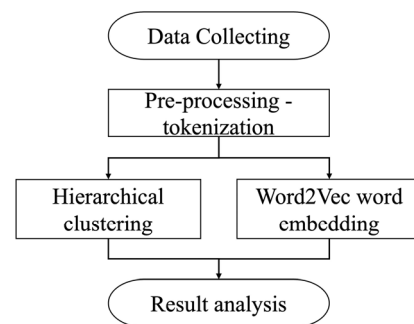 Data Collecting
Pre-processing -
tokenization
Hierarchical
clustering
Word2Vec word
embedding
Result analysis